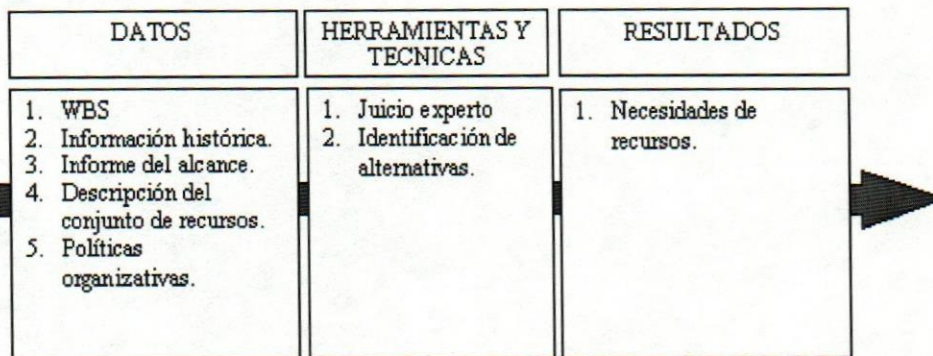 DATOS
1. WBS
2. Información histórica.
3. Informe del alcance.
4. Descripción del
conjunto de recursos.
5. Políticas
organizativas.
HERRAMIENTAS Y
TECNICAS
1. Juicio experto
2. Identificación de
alternativas.
RESULTADOS
1. Necesidades de
recursos.